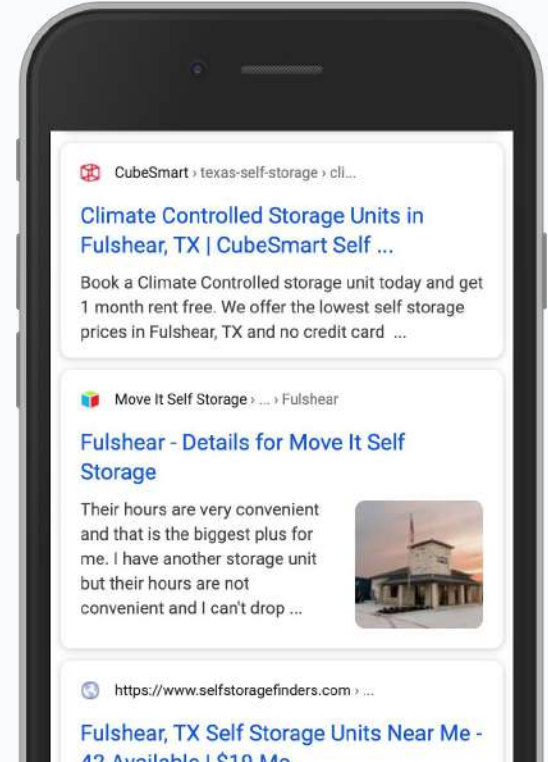 CubeSmart › texas-self-storage › cli...
Climate Controlled Storage Units in
Fulshear, TX | CubeSmart Self ...
Book a Climate Controlled storage unit today and get
1 month rent free. We offer the lowest self storage
prices in Fulshear, TX and no credit card ...
Move It Self Storage › ... › Fulshear
Fulshear - Details for Move It Self
Storage
Their hours are very convenient
and that is the biggest plus for
me. I have another storage unit
but their hours are not
convenient and I can't drop ...
https://www.selfstoragefinders.com › ...
Fulshear, TX Self Storage Units Near Me -
42 Available | $19 Mo